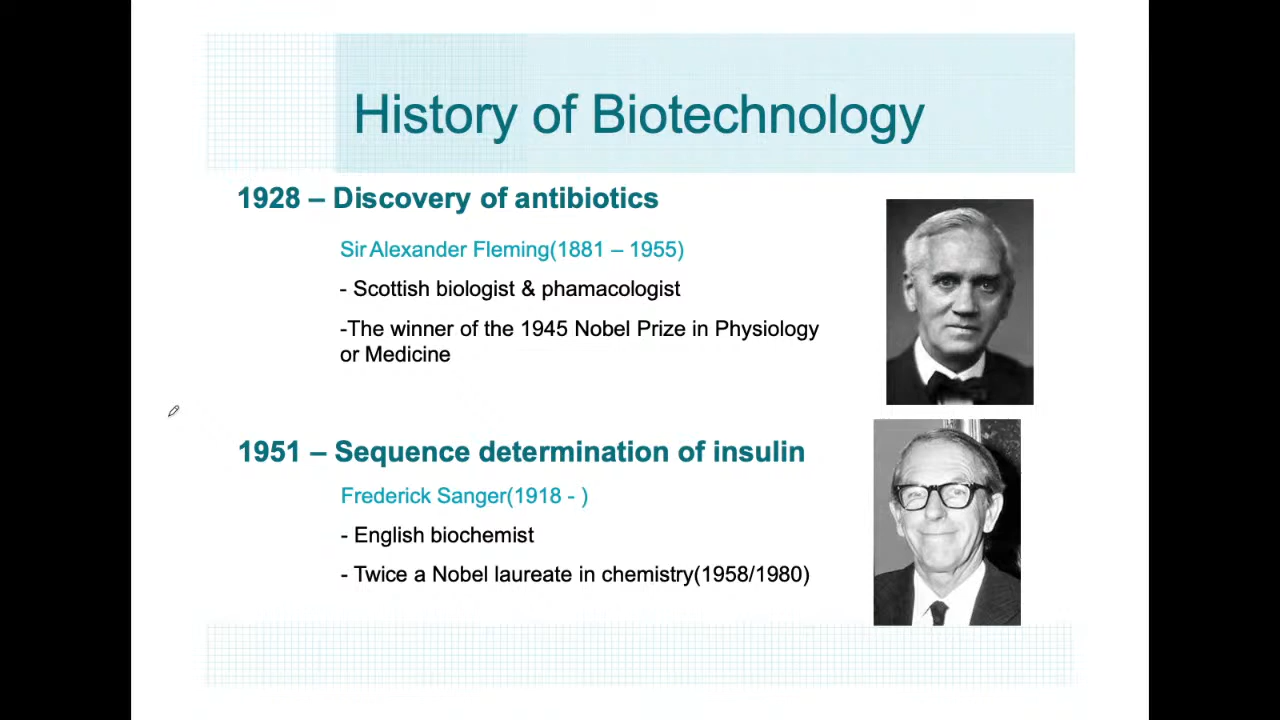 History of Biotechnology
1928 – Discovery of antibiotics
Sir Alexander Fleming(1881 – 1955)
- Scottish biologist & phamacologist
-The winner of the 1945 Nobel Prize in Physiology
or Medicine
1951 – Sequence determination of insulin
Frederick Sanger(1918 - )
- English biochemist
- Twice a Nobel laureate in chemistry(1958/1980)